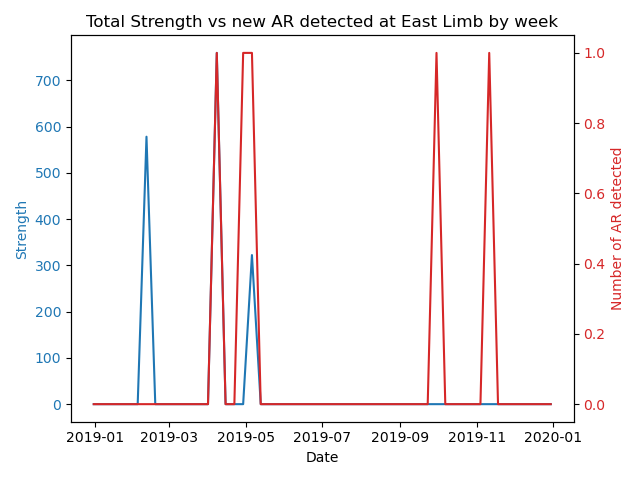 Total Strength vs new AR detected at East Limb by week
700
600
500
400
300
200
100
0
Strength
1.0
0.8
0.6
0.4
0.2
0.0
Number of AR detected
2019-01 2019-03 2019-05 2019-07 2019-09 2019-11 2020-01
Date